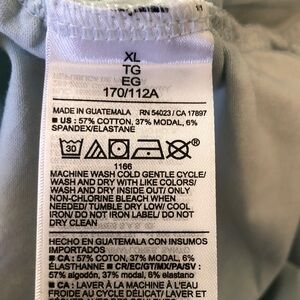 XL
TG
EG
170/112A
MADE IN GUATEMALA RN 54023 / CA 17897
■ US : 57% COTTON, 37% MODAL, 6%
SPANDEX/ELASTANE
30
1166
MACHINE WASH COLD GENTLE CYCLE/
WASH AND DRY WITH LIKE COLORS/
WASH AND DRY INSIDE OUT/ ONLY
NON-CHLORINE BLEACH WHEN
NEEDED/ TUMBLE DRY LOW/ COOL
IRON/ DO NOT IRON LABEL/ DO NOT
DRY CLEAN
HECHO EN GUATEMALA CON INSUMOS
IMPORTADOS
■ CA : 57% COTON, 37% MODAL, 6%
ÉLASTHANNE ■ CR/EC/GT/MX/PA/SV :
57% algodón, 37% modal, 6% elastano
■ CA : LAVER À LA MACHINE À L'EAU
FROIDE AU CYCLE DÉLICAT/ LAVER ET